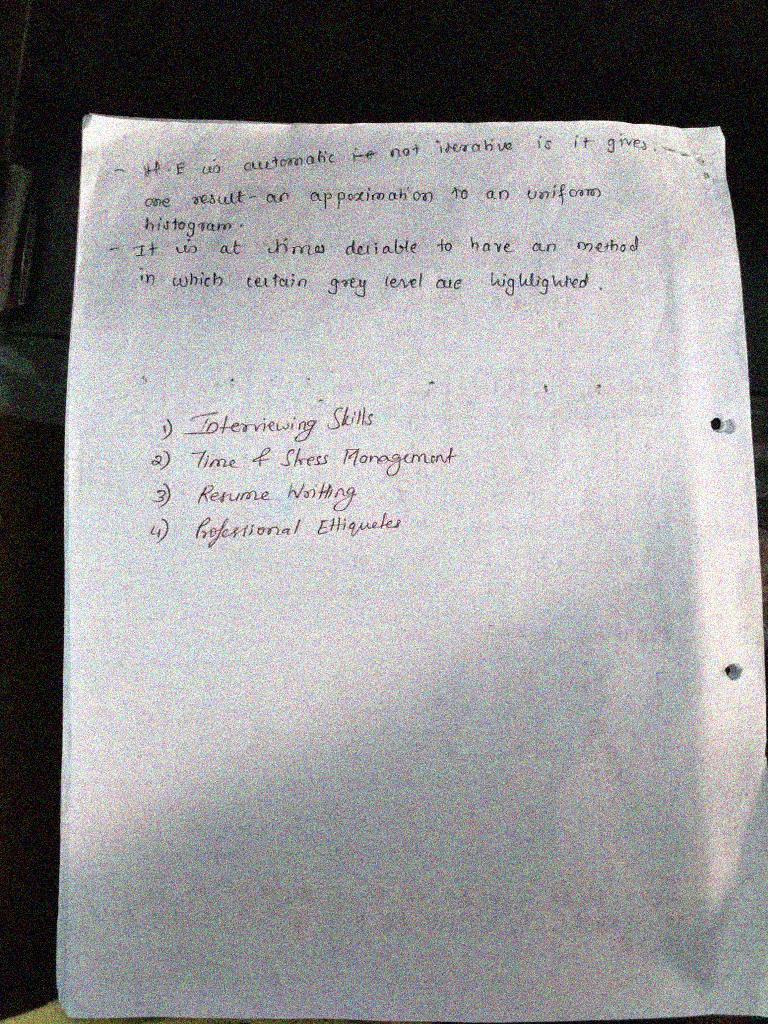 - H E is automatic ie not iterative is it gives
one result - an appoximation to an uniform
histogram.
- It is at times deriable to have an method
in which certain grey level are highlighted.
1) Interviewing Skills
2) Time & Stress Management
3) Resume Writting
4) Professional Ettiquetes